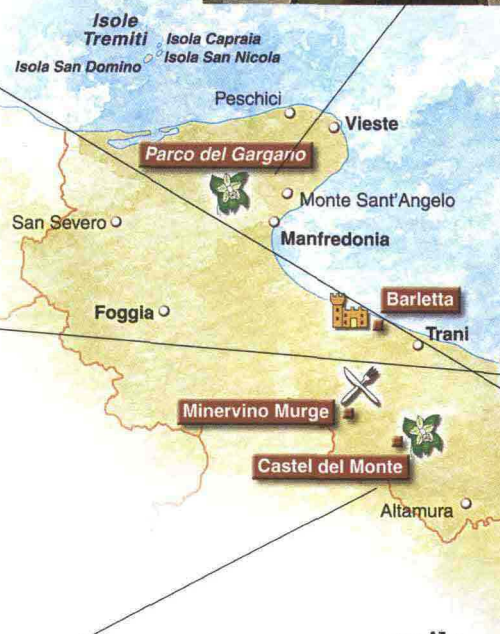 Isole
Tremiti
Isola Capraia
Isola San Nicola
Isola San Domino
Peschici
Vieste
Parco del Gargano
Monte Sant'Angelo
San Severo
Manfredonia
Barletta
Foggia
Trani
Minervino Murge
Castel del Monte
Altamura